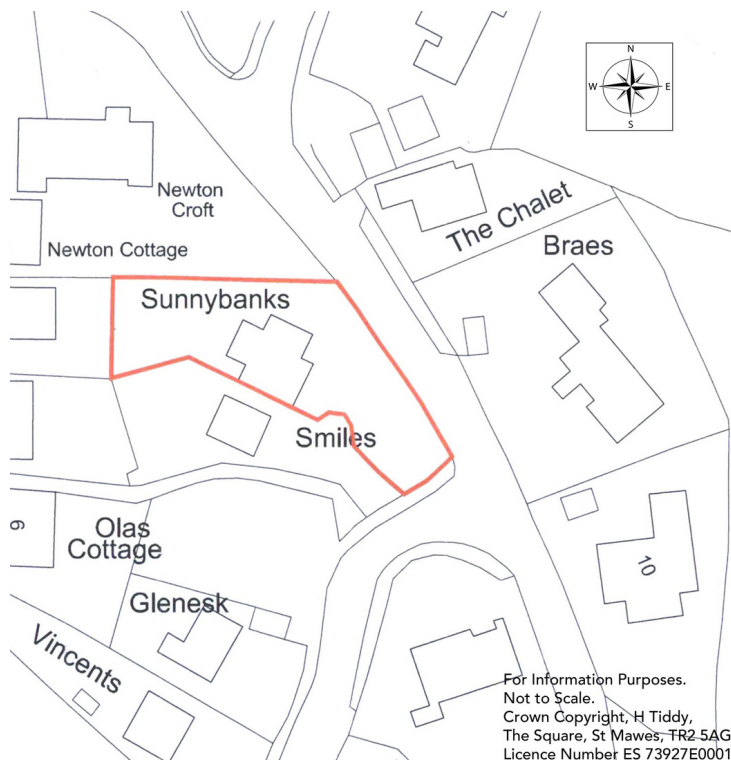 N
W E
S
Newton
Croft
The Chalet
Newton Cottage
Braes
Sunnybanks
Smiles
6
Olas
Cottage
10
Glenesk
Vincents
For Information Purposes.
Not to Scale.
Crown Copyright, H Tiddy,
The Square, St Mawes, TR2 5AG
Licence Number ES 73927E0001